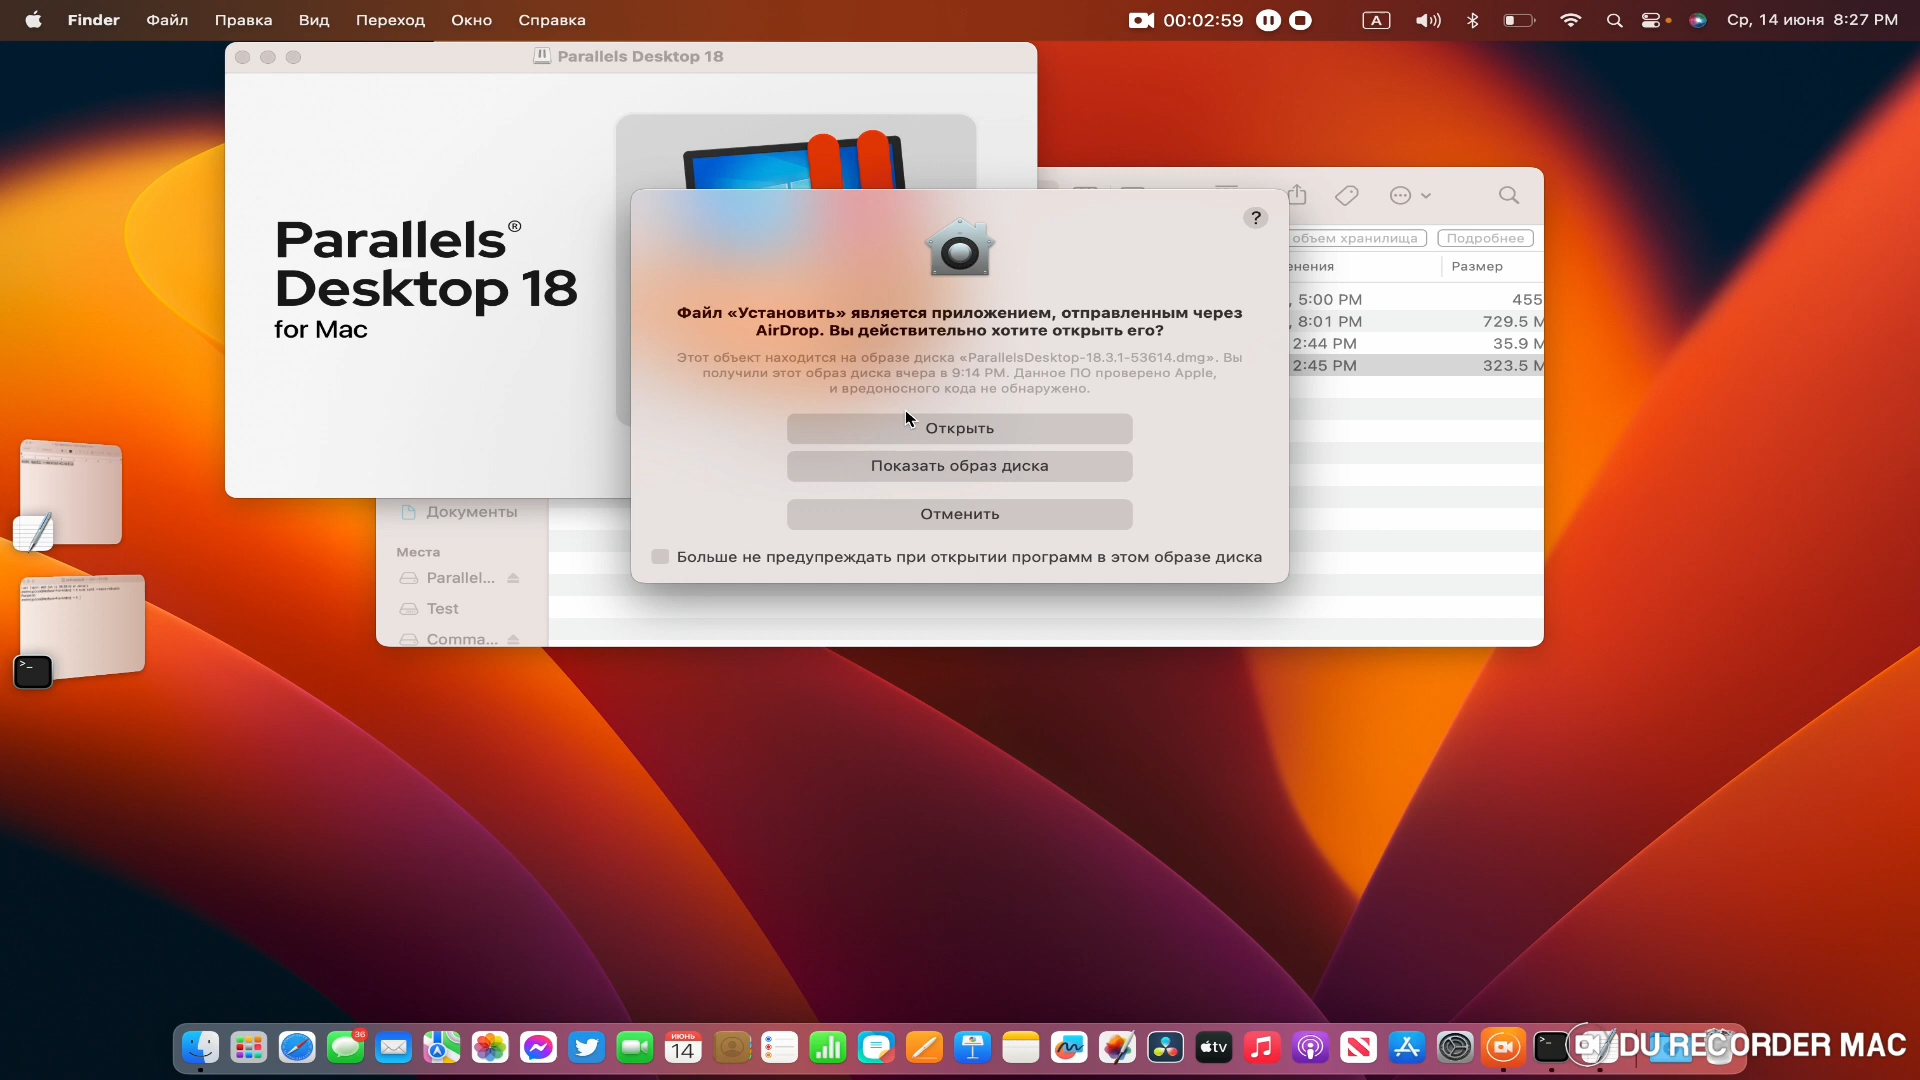 Finder Файл Правка Вид Переход Окно Справка 00:02:59 A Ср, 14 июня 8:27 PM
Parallels Desktop 18
Parallels®
Desktop 18
for Mac
?
Файл «Установить» является приложением, отправленным через
AirDrop. Вы действительно хотите открыть его?
Этот объект находится на образе диска «ParallelsDesktop-18.3.1-53614.dmg». Вы
получили этот образ диска вчера в 9:14 PM. Данное ПО проверено Apple,
и вредоносного кода не обнаружено.
Открыть
Показать образ диска
Отменить
Больше не предупреждать при открытии программ в этом образе диска
объем хранилища Подробнее
енения Размер
, 5:00 PM 455
, 8:01 PM 729.5 M
2:44 PM 35.9 M
2:45 PM 323.5 M
Документы
Места
Parallel...
Test
Comma...
36
ИЮНЬ
14
tv
DU RECORDER MAC